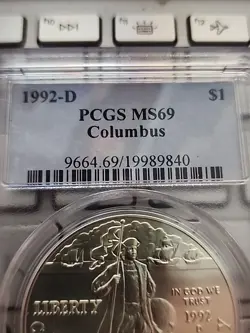 1992-D $1
PCGS MS69
Columbus
9664.69/19989840
LIBERTY
IN GOD WE
TRUST
1992